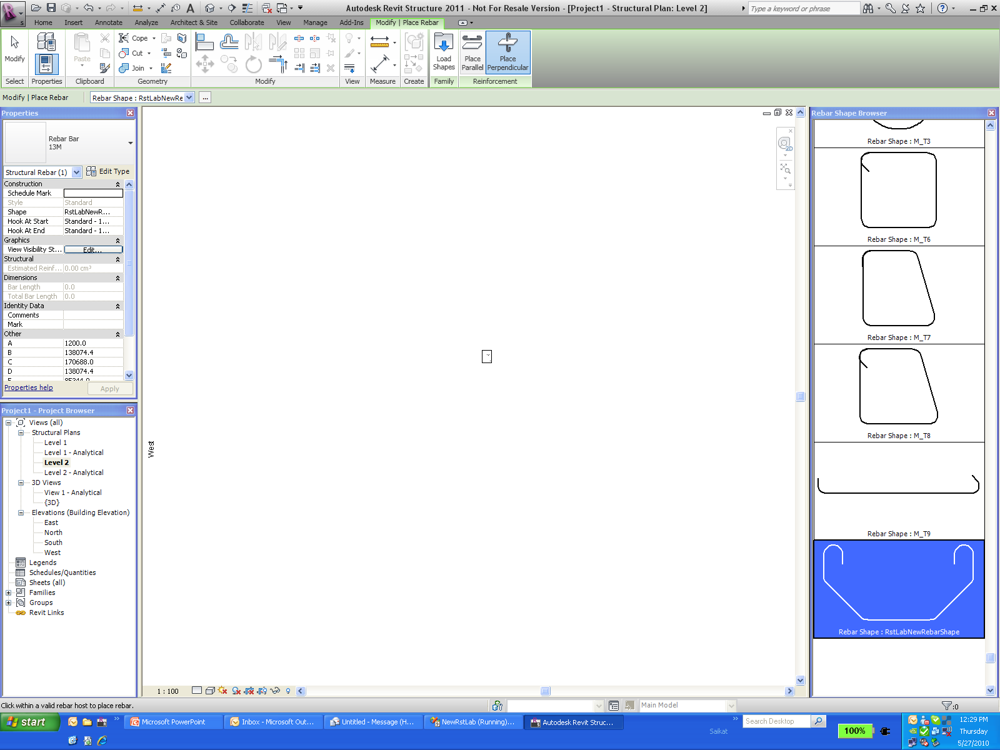 Autodesk Revit Structure 2011 - Not For Resale Version - [Project1 - Structural Plan: Level 2]
Type a keyword or phrase
Home Insert Annotate Analyze Architect & Site Collaborate View Manage Add-Ins Modify | Place Rebar
Modify
Paste
Cope
Cut
Join
Load Shapes
Place Parallel
Place Perpendicular
Select Properties Clipboard Geometry Modify View Measure Create Family Reinforcement
Modify | Place Rebar
Rebar Shape : RstLabNewRe
...
Properties
Rebar Bar
13M
Structural Rebar (1)
Edit Type
Construction
Schedule Mark
Style Standard
Shape RstLabNewR...
Hook At Start Standard - 1...
Hook At End Standard - 1...
Graphics
View Visibility St... Edit...
Structural
Estimated Reinf... 0.00 cm³
Dimensions
Bar Length 0.0
Total Bar Length 0.0
Identity Data
Comments
Mark
Other
A 1200.0
B 138074.4
C 170688.0
D 138074.4
Properties help
Apply
Project1 - Project Browser
Views (all)
Structural Plans
Level 1
Level 1 - Analytical
Level 2
Level 2 - Analytical
3D Views
View 1 - Analytical
{3D}
Elevations (Building Elevation)
East
North
South
West
Legends
Schedules/Quantities
Sheets (all)
Families
Groups
Revit Links
West
2D
1 : 100
Rebar Shape Browser
Rebar Shape : M_T3
Rebar Shape : M_T6
Rebar Shape : M_T7
Rebar Shape : M_T8
Rebar Shape : M_T9
Rebar Shape : RstLabNewRebarShape
Click within a valid rebar host to place rebar.
Main Model
:0
start
Microsoft PowerPoint
Inbox - Microsoft Out...
Untitled - Message (H...
NewRstLab (Running)...
Autodesk Revit Struc...
Saikat
Search Desktop
100%
12:29 PM
Thursday
5/27/2010